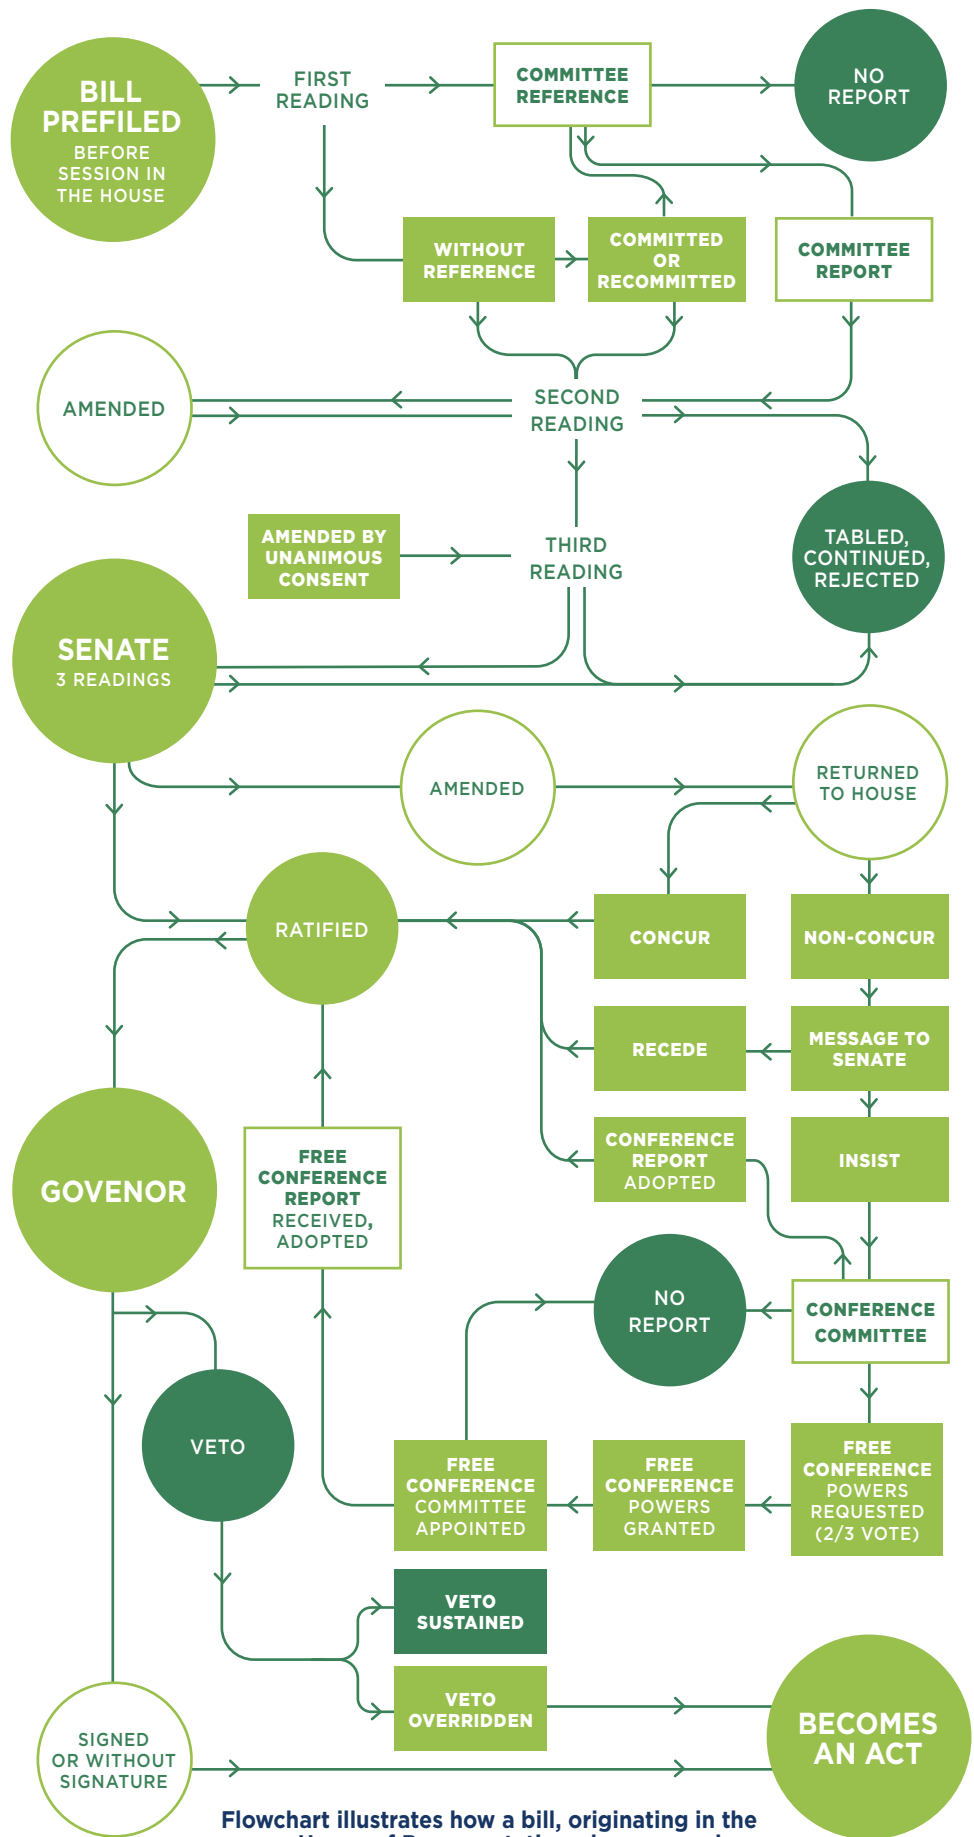 BILL
PREFILED
BEFORE
SESSION IN
THE HOUSE
FIRST
READING
COMMITTEE
REFERENCE
NO
REPORT
WITHOUT
REFERENCE
COMMITTED
OR
RECOMMITTED
COMMITTEE
REPORT
AMENDED
SECOND
READING
AMENDED BY
UNANIMOUS
CONSENT
THIRD
READING
TABLED,
CONTINUED,
REJECTED
SENATE
3 READINGS
AMENDED
RETURNED
TO HOUSE
RATIFIED
CONCUR
NON-CONCUR
RECEDE
MESSAGE TO
SENATE
GOVENOR
FREE
CONFERENCE
REPORT
RECEIVED,
ADOPTED
CONFERENCE
REPORT
ADOPTED
INSIST
NO
REPORT
CONFERENCE
COMMITTEE
VETO
FREE
CONFERENCE
COMMITTEE
APPOINTED
FREE
CONFERENCE
POWERS
GRANTED
FREE
CONFERENCE
POWERS
REQUESTED
(2/3 VOTE)
VETO
SUSTAINED
VETO
OVERRIDDEN
SIGNED
OR WITHOUT
SIGNATURE
BECOMES
AN ACT
Flowchart illustrates how a bill, originating in the